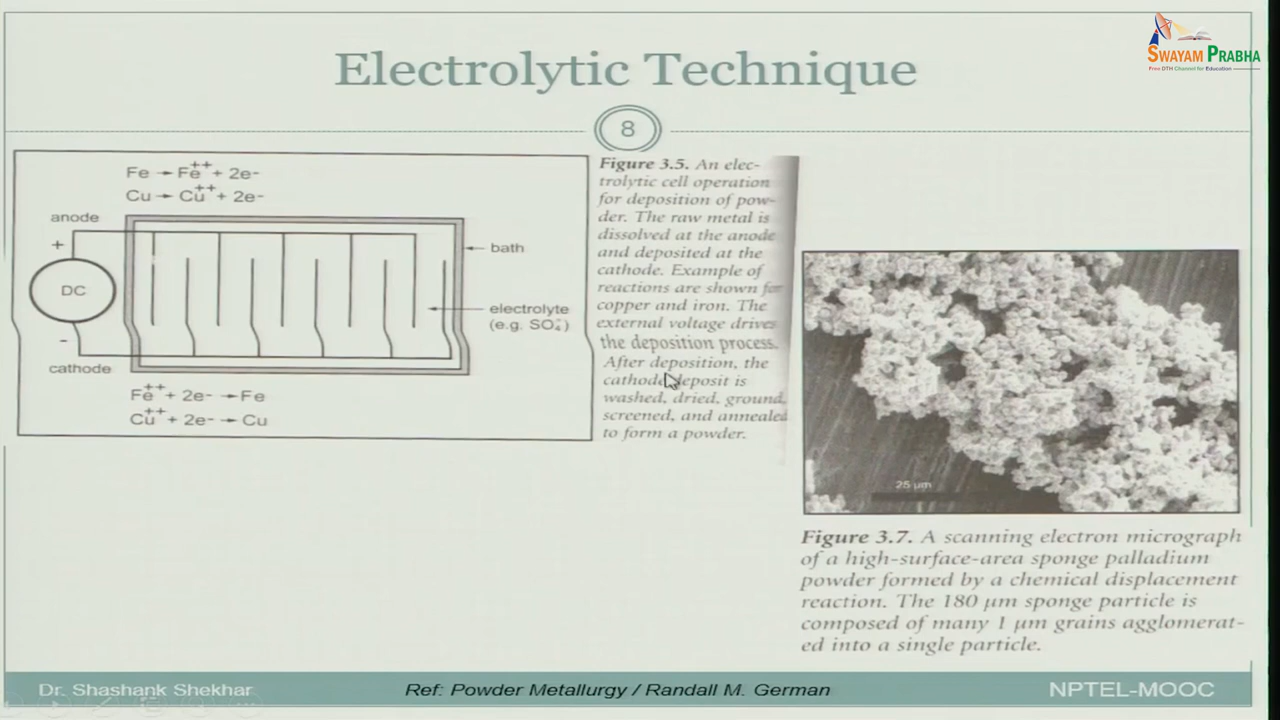 Electrolytic Technique
SWAYAM PRABHA
Free DTH Channel for Education
8
Fe → Fe++ + 2e-
Cu → Cu++ + 2e-
anode
+
DC
-
cathode
bath
electrolyte
(e.g. SO4=)
Fe++ + 2e- → Fe
Cu++ + 2e- → Cu
Figure 3.5. An elec-
trolytic cell operation
for deposition of pow-
der. The raw metal is
dissolved at the anode
and deposited at the
cathode. Example of
reactions are shown for
copper and iron. The
external voltage drives
the deposition process.
After deposition, the
cathode deposit is
washed, dried, ground,
screened, and annealed
to form a powder.
25 µm
Figure 3.7. A scanning electron micrograph
of a high-surface-area sponge palladium
powder formed by a chemical displacement
reaction. The 180 µm sponge particle is
composed of many 1 µm grains agglomerat-
ed into a single particle.
Dr. Shashank Shekhar
Ref: Powder Metallurgy / Randall M. German
NPTEL-MOOC